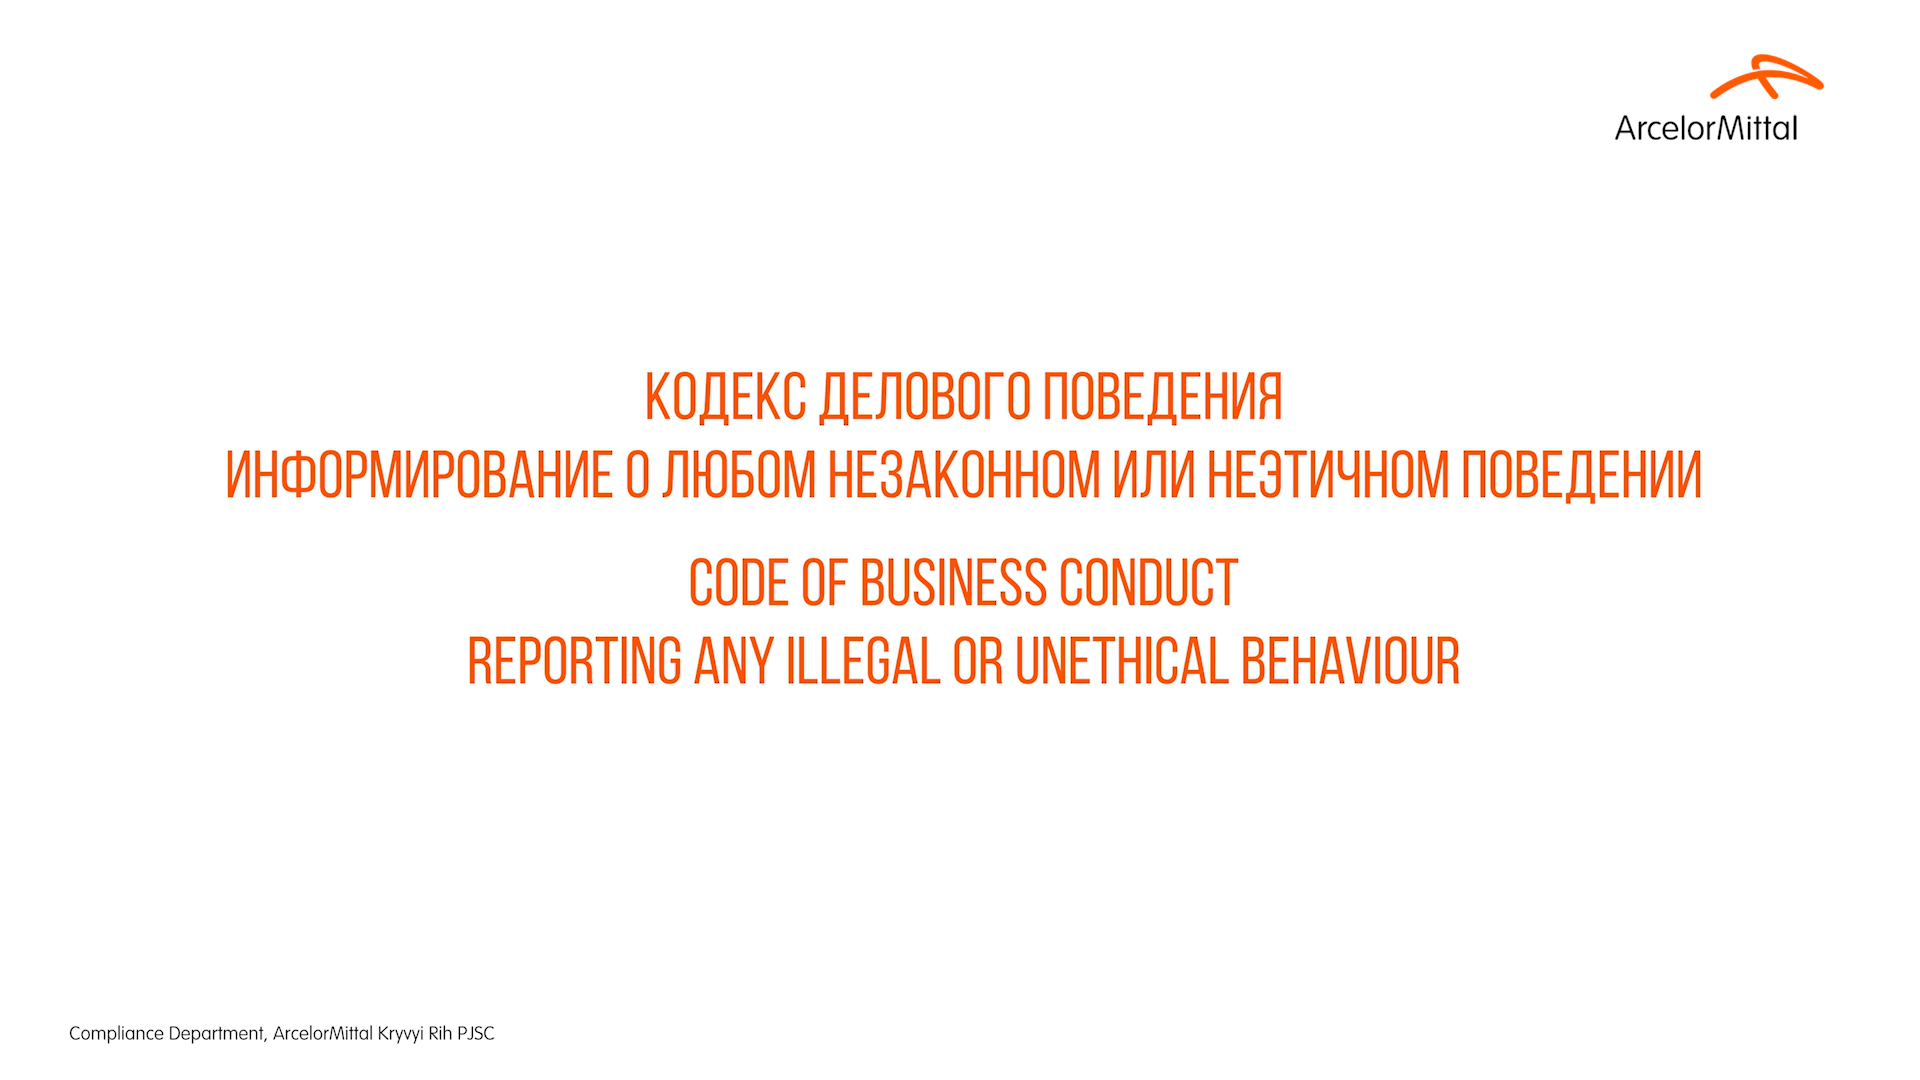 ArcelorMittal
КОДЕКС ДЕЛОВОГО ПОВЕДЕНИЯ
ИНФОРМИРОВАНИЕ О ЛЮБОМ НЕЗАКОННОМ ИЛИ НЕЭТИЧНОМ ПОВЕДЕНИИ
CODE OF BUSINESS CONDUCT
REPORTING ANY ILLEGAL OR UNETHICAL BEHAVIOUR
Compliance Department, ArcelorMittal Kryvyi Rih PJSC